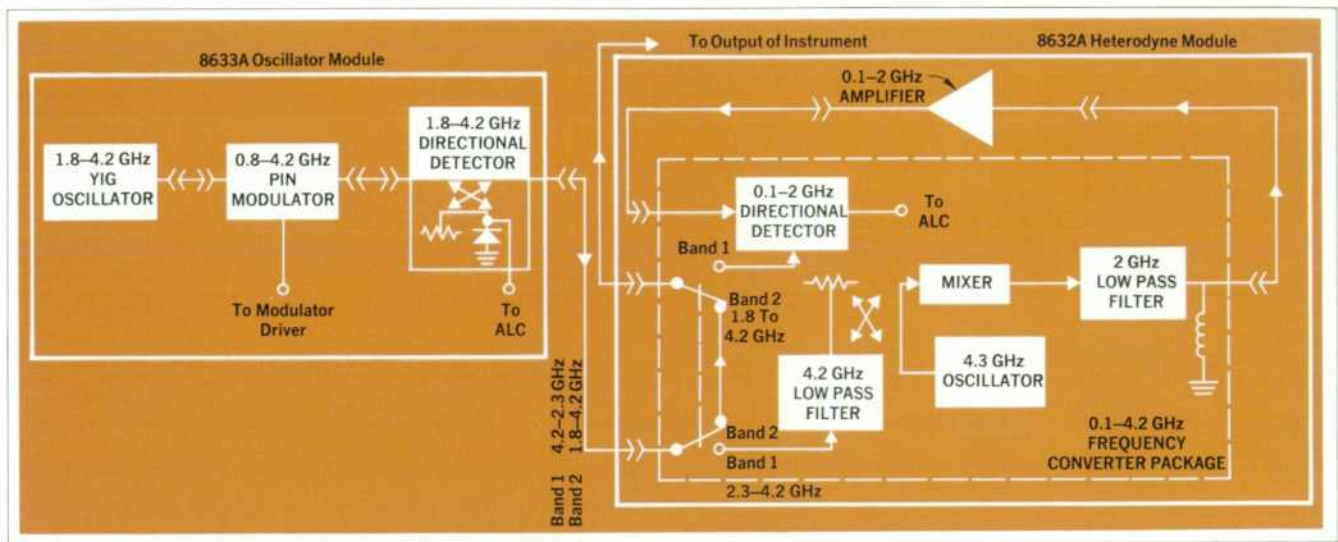 To Output of Instrument
8633A Oscillator Module
8632A Heterodyne Module
0.1–2 GHz
AMPLIFIER
1.8–4.2 GHz
YIG
OSCILLATOR
0.8–4.2 GHz
PIN
MODULATOR
1.8–4.2 GHz
DIRECTIONAL
DETECTOR
To Modulator
Driver
To
ALC
0.1–2 GHz
DIRECTIONAL
DETECTOR
To
ALC
Band 1
Band 2
1.8 To
4.2 GHz
MIXER
2 GHz
LOW PASS
FILTER
4.3 GHz
OSCILLATOR
4.2 GHz
LOW PASS
FILTER
Band 2
Band 1
2.3–4.2 GHz
0.1–4.2 GHz
FREQUENCY
CONVERTER PACKAGE
Band 1 4.2–2.3 GHz
Band 2 1.8–4.2 GHz